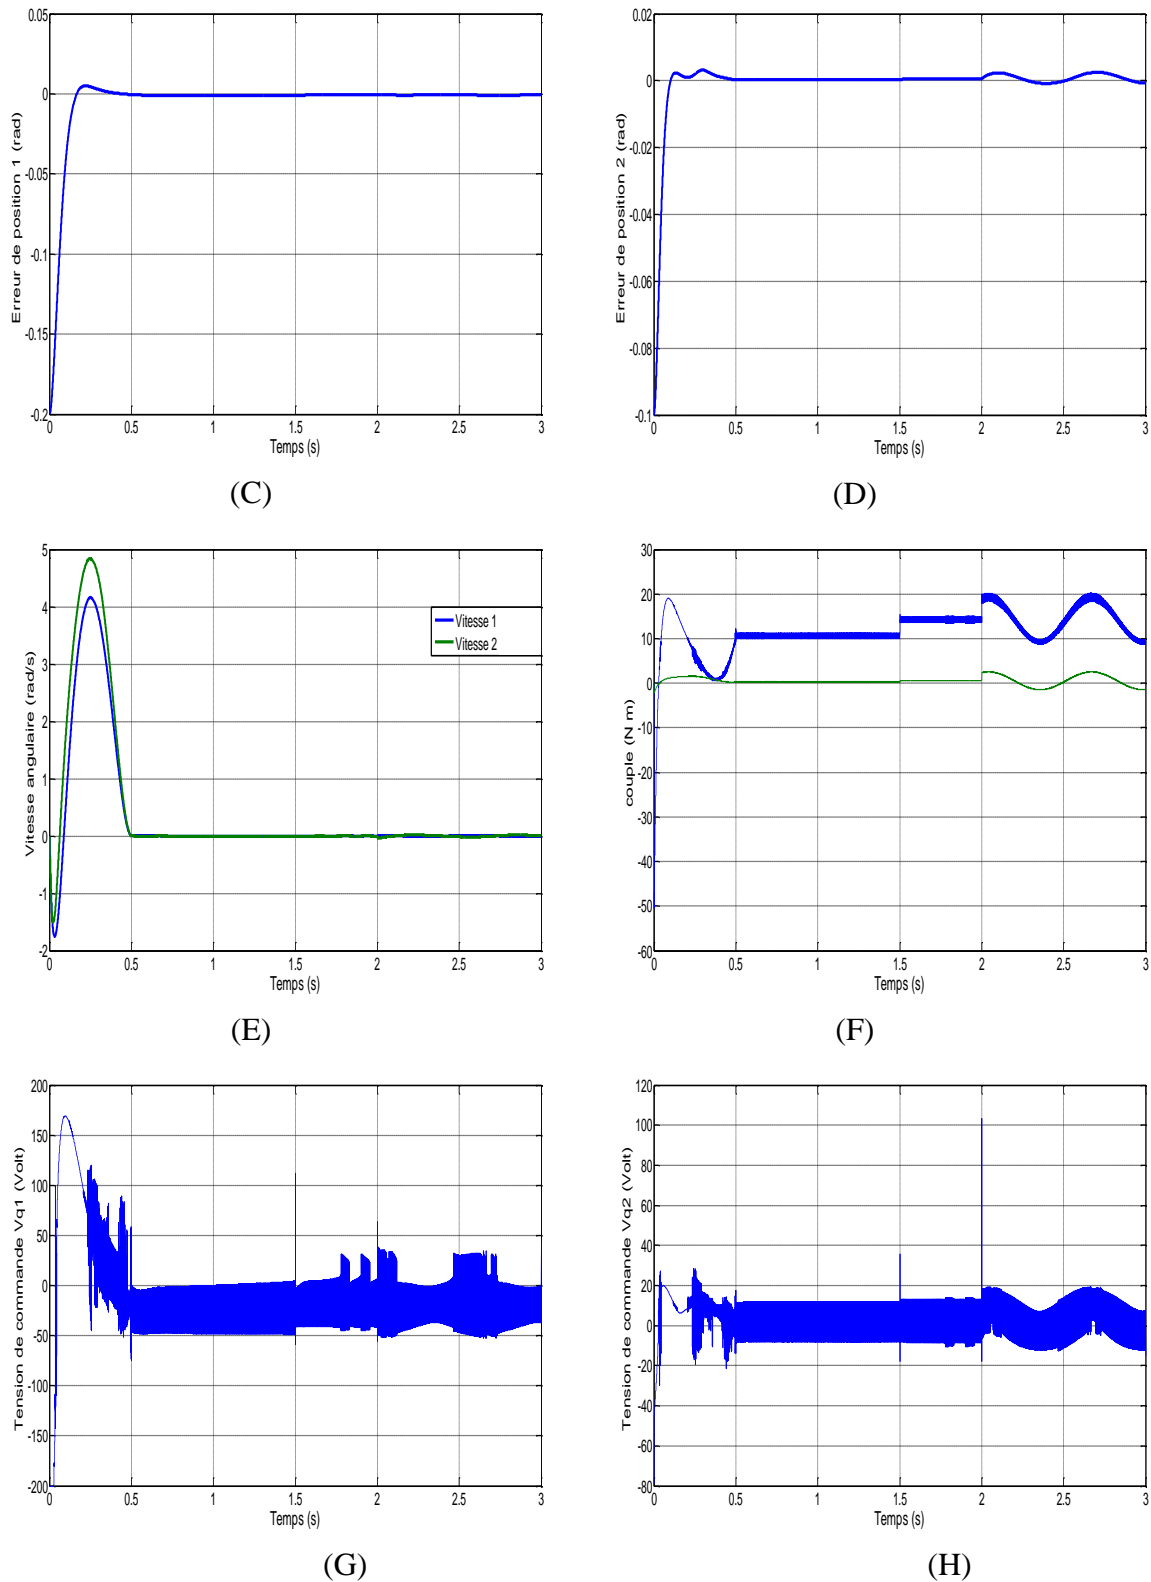 0.05
0
-0.05
-0.1
-0.15
-0.2
Erreur de position 1 (rad)
0 0.5 1 1.5 2 2.5 3
Temps (s)
(C)
0.02
0
-0.02
-0.04
-0.06
-0.08
-0.1
Erreur de position 2 (rad)
0 0.5 1 1.5 2 2.5 3
Temps (s)
(D)
5
4
3
2
1
0
-1
-2
Vitesse angulaire (rad/s)
Vitesse 1
Vitesse 2
0 0.5 1 1.5 2 2.5 3
Temps (s)
(E)
30
20
10
0
-10
-20
-30
-40
-50
-60
couple (N m)
0 0.5 1 1.5 2 2.5 3
Temps (s)
(F)
200
150
100
50
0
-50
-100
-150
-200
Tension de commande Vq1 (Volt)
0 0.5 1 1.5 2 2.5 3
Temps (s)
(G)
120
100
80
60
40
20
0
-20
-40
-60
-80
Tension de commande Vq2 (Volt)
0 0.5 1 1.5 2 2.5 3
Temps (s)
(H)